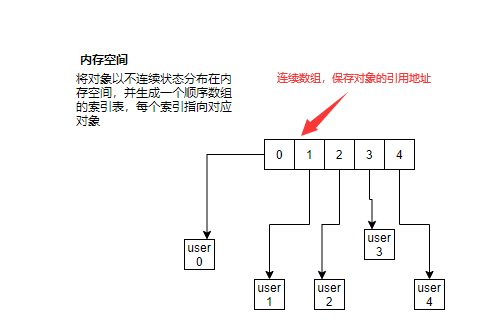 内存空间
将对象以不连续状态分布在内
存空间，并生成一个顺序数组
的索引表，每个索引指向对应
对象
连续数组，保存对象的引用地址
0 1 2 3 4
user
0
user
3
user
1
user
2
user
4